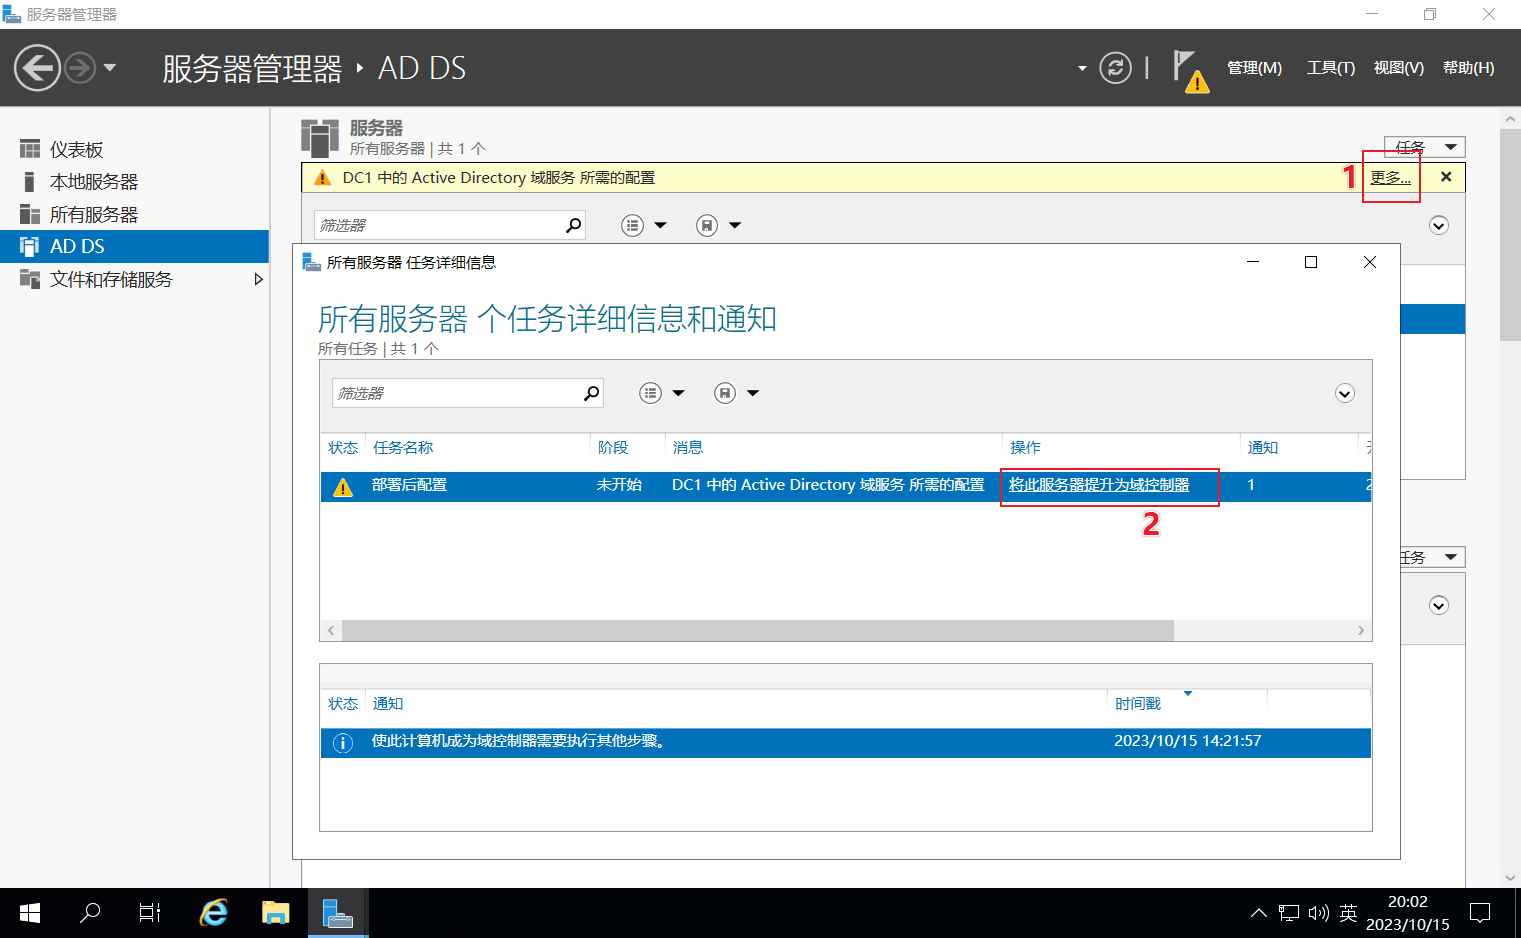 服务器管理器
服务器管理器 ‣ AD DS
管理(M) 工具(T) 视图(V) 帮助(H)
仪表板
本地服务器
所有服务器
AD DS
文件和存储服务
服务器
所有服务器 | 共 1 个
任务
DC1 中的 Active Directory 域服务 所需的配置
1
更多...
筛选器
所有服务器 任务详细信息
所有服务器 个任务详细信息和通知
所有任务 | 共 1 个
筛选器
状态 任务名称 阶段 消息 操作 通知
部署后配置 未开始 DC1 中的 Active Directory 域服务 所需的配置 将此服务器提升为域控制器 1 2
2
任务
状态 通知 时间戳
使此计算机成为域控制器需要执行其他步骤。 2023/10/15 14:21:57
英
20:02
2023/10/15